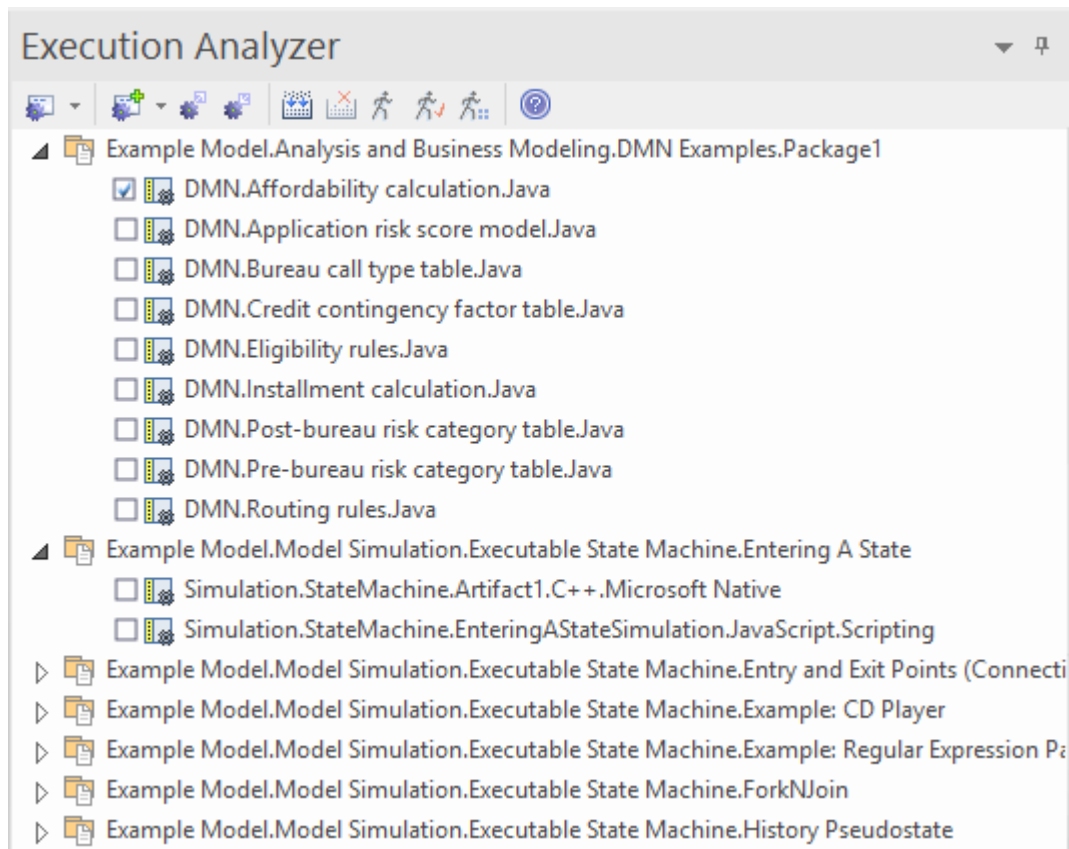 Execution Analyzer
Example Model.Analysis and Business Modeling.DMN Examples.Package1
DMN.Affordability calculation.Java
DMN.Application risk score model.Java
DMN.Bureau call type table.Java
DMN.Credit contingency factor table.Java
DMN.Eligibility rules.Java
DMN.Installment calculation.Java
DMN.Post-bureau risk category table.Java
DMN.Pre-bureau risk category table.Java
DMN.Routing rules.Java
Example Model.Model Simulation.Executable State Machine.Entering A State
Simulation.StateMachine.Artifact1.C++.Microsoft Native
Simulation.StateMachine.EnteringAStateSimulation.JavaScript.Scripting
Example Model.Model Simulation.Executable State Machine.Entry and Exit Points (Connecti
Example Model.Model Simulation.Executable State Machine.Example: CD Player
Example Model.Model Simulation.Executable State Machine.Example: Regular Expression Pa
Example Model.Model Simulation.Executable State Machine.ForkNJoin
Example Model.Model Simulation.Executable State Machine.History Pseudostate